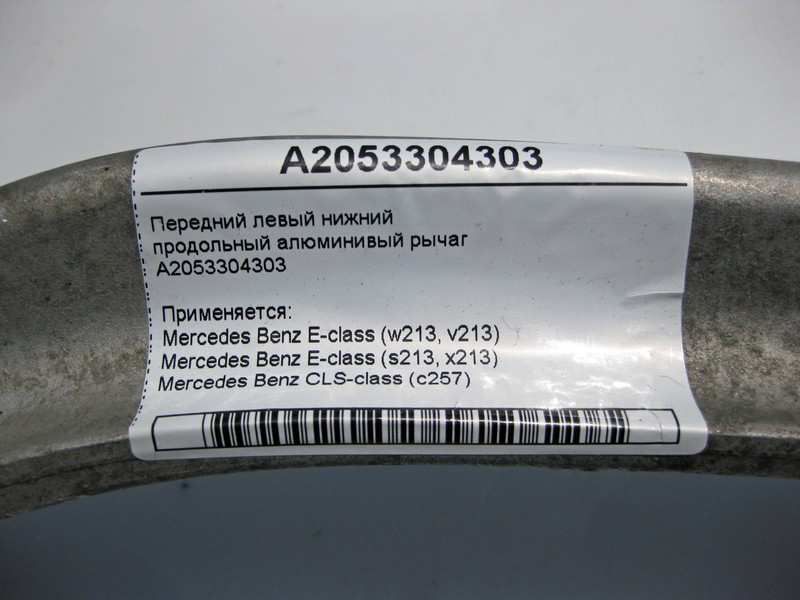 A2053304303
Передний левый нижний
продольный алюминивый рычаг
A2053304303
Применяется:
Mercedes Benz E-class (w213, v213)
Mercedes Benz E-class (s213, x213)
Mercedes Benz CLS-class (c257)